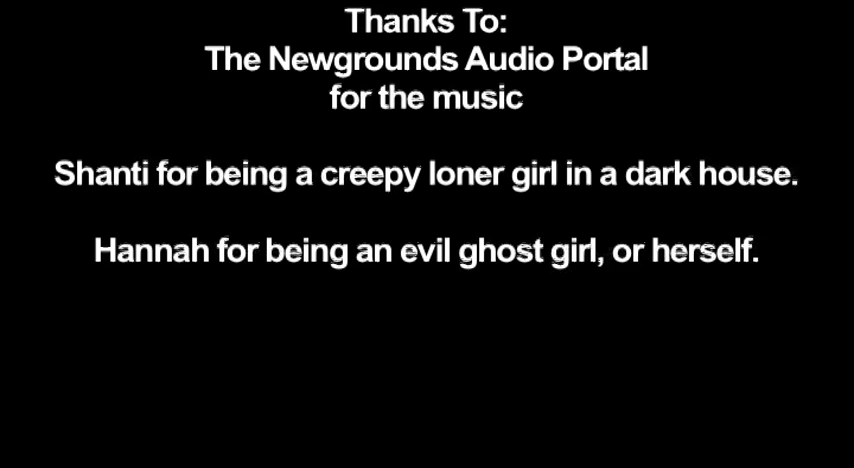 Thanks To:
The Newgrounds Audio Portal
for the music
Shanti for being a creepy loner girl in a dark house.
Hannah for being an evil ghost girl, or herself.